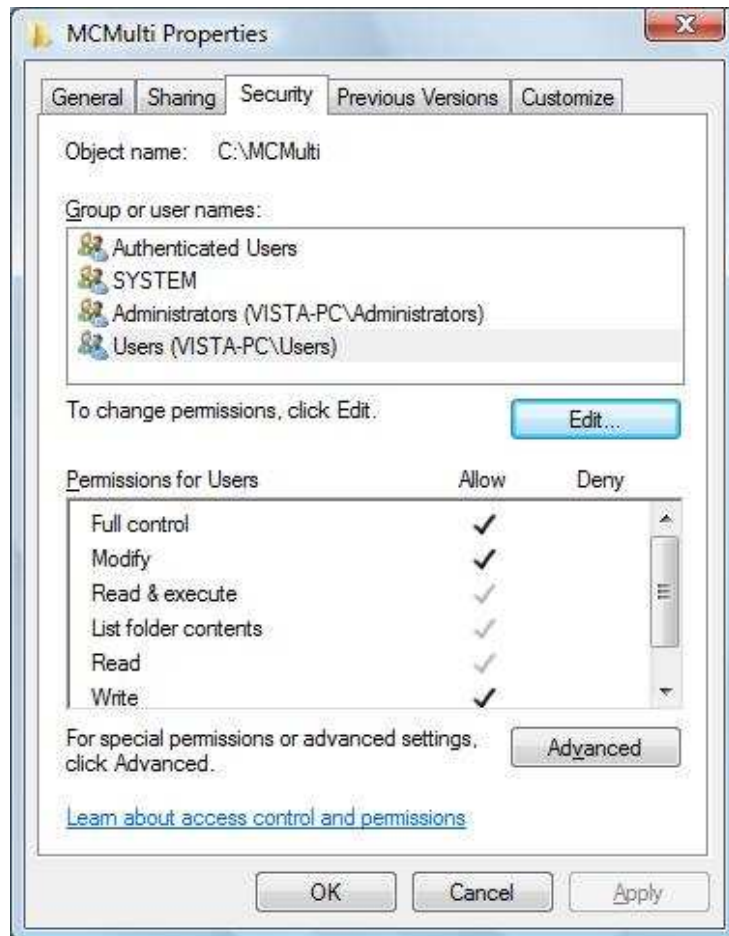 MCMulti Properties
General Sharing Security Previous Versions Customize
Object name: C:\MCMulti
Group or user names:
Authenticated Users
SYSTEM
Administrators (VISTA-PC\Administrators)
Users (VISTA-PC\Users)
To change permissions, click Edit.
Edit...
Permissions for Users Allow Deny
Full control
Modify
Read & execute
List folder contents
Read
Write
For special permissions or advanced settings,
click Advanced.
Advanced
Learn about access control and permissions
OK Cancel Apply